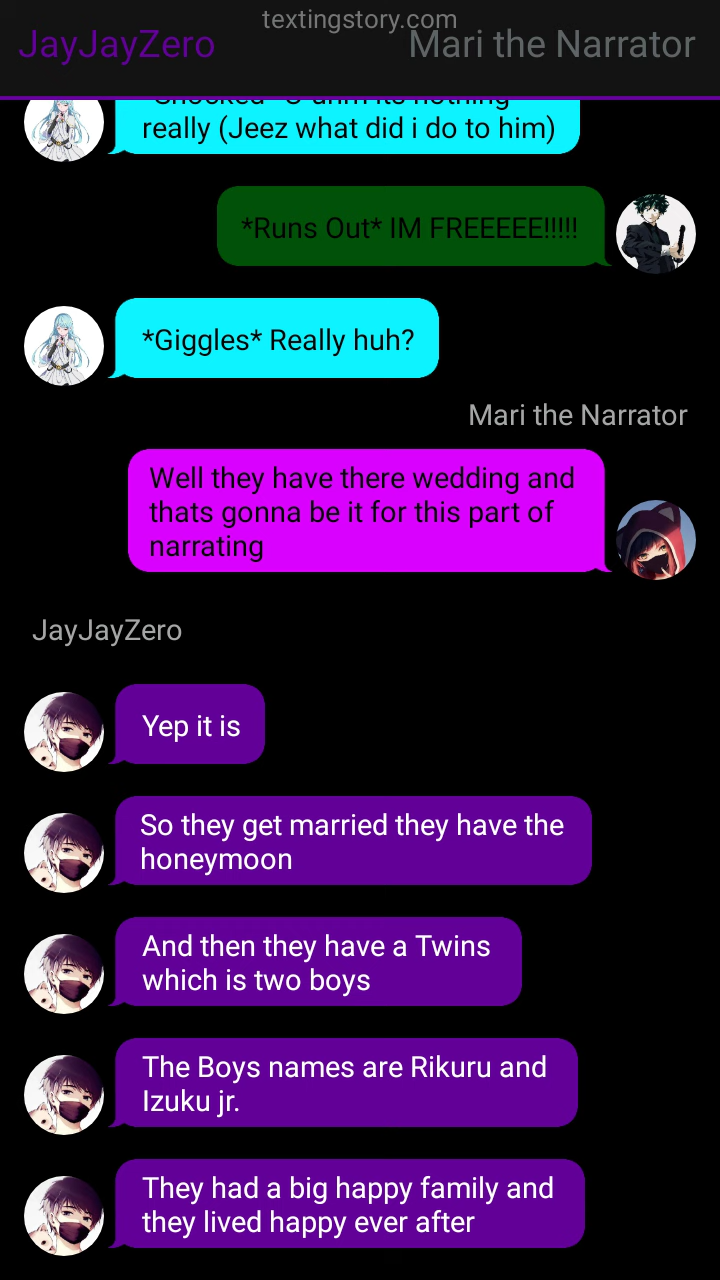 textingstory.com
JayJayZero
Mari the Narrator
really (Jeez what did i do to him)
*Runs Out* IM FREEEEE!!!!!
*Giggles* Really huh?
Mari the Narrator
Well they have there wedding and
thats gonna be it for this part of
narrating
JayJayZero
Yep it is
So they get married they have the
honeymoon
And then they have a Twins
which is two boys
The Boys names are Rikuru and
Izuku jr.
They had a big happy family and
they lived happy ever after